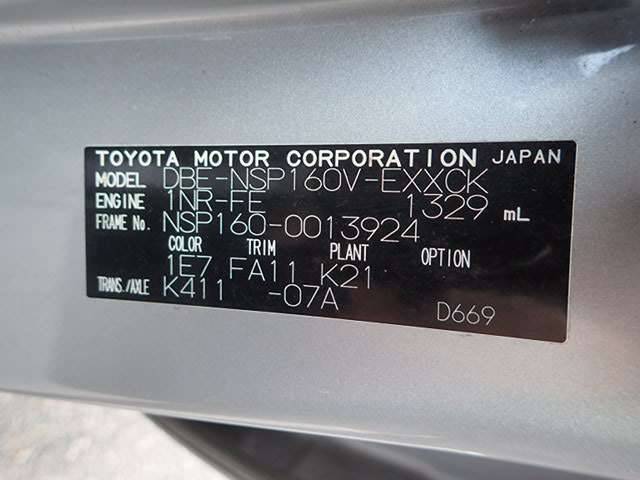 TOYOTA MOTOR CORPORATION JAPAN
MODEL DBE-NSP160V-EXXCK
ENGINE 1NR-FE 1329 mL
FRAME No. NSP160-0013924
COLOR TRIM PLANT OPTION
1E7 FA11 K21
TRANS./AXLE K411 -07A
D669